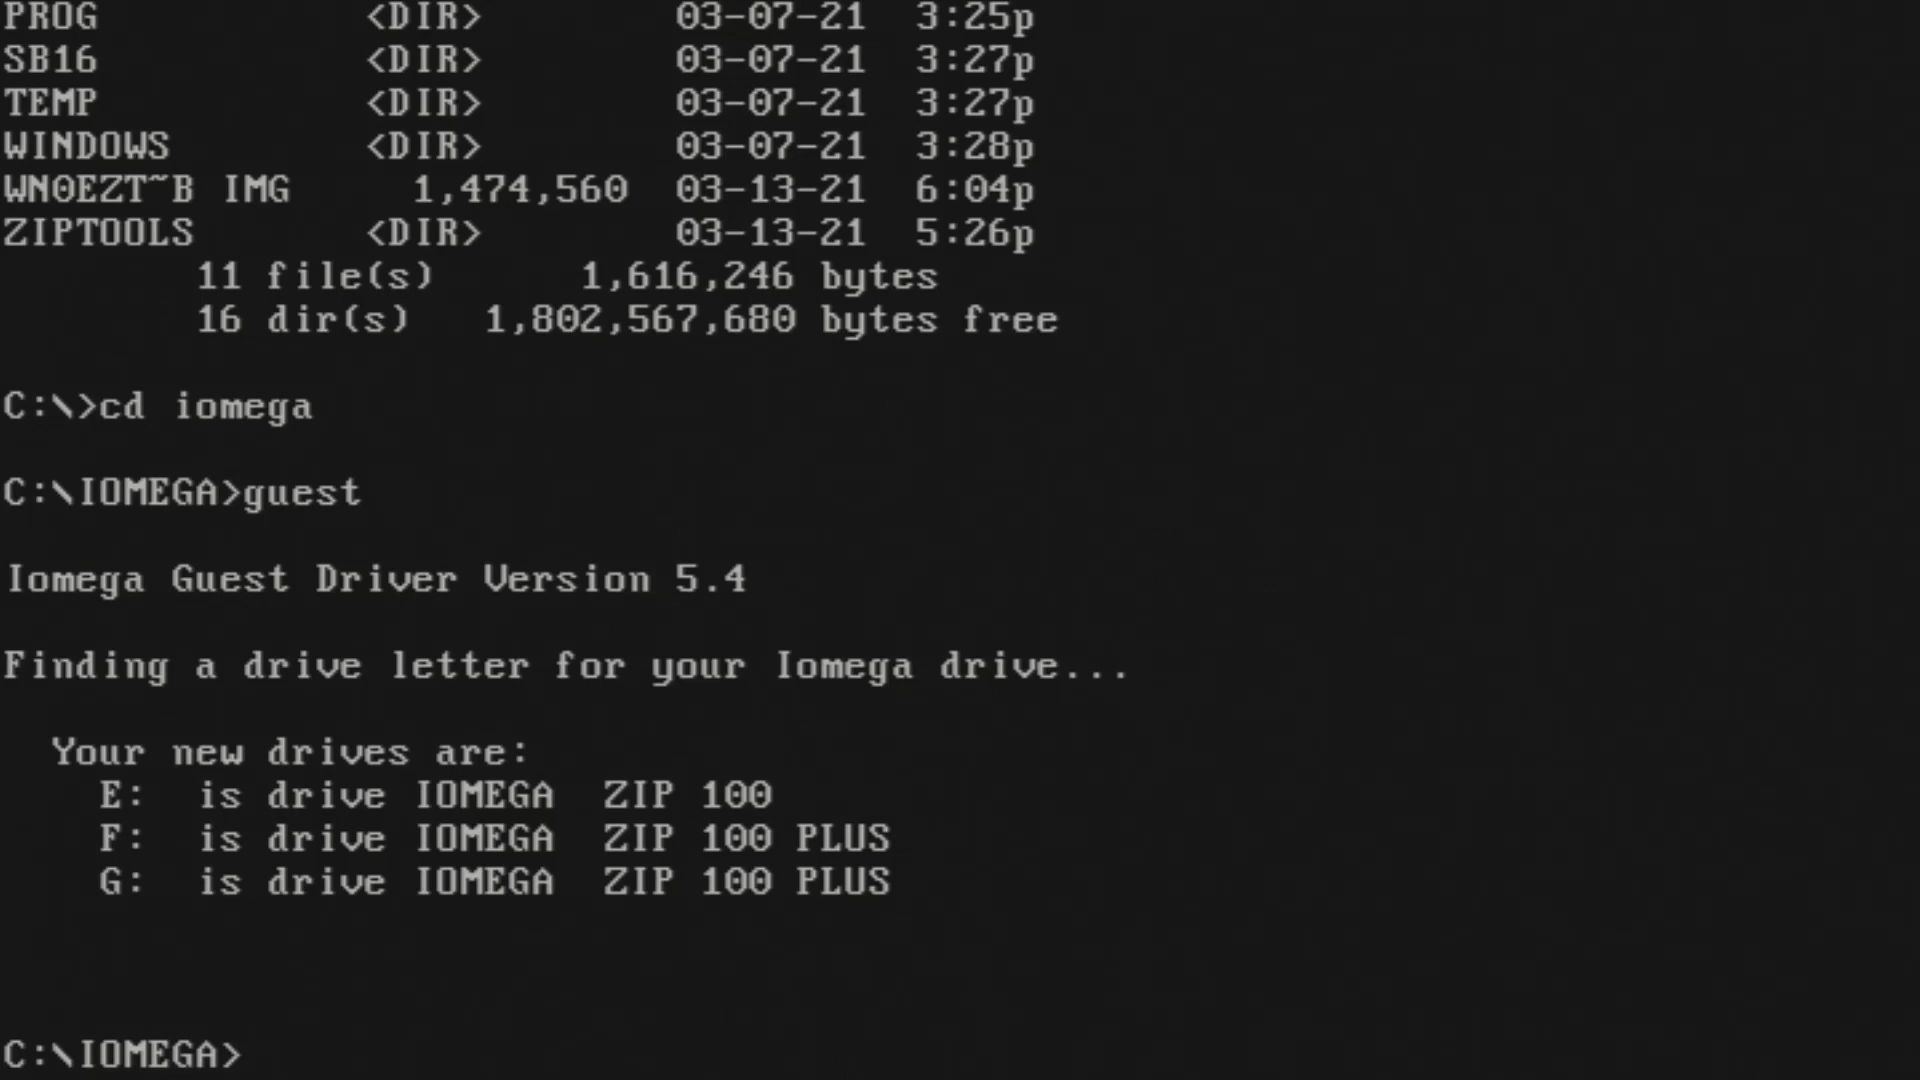 PROG <DIR> 03-07-21 3:25p
SB16 <DIR> 03-07-21 3:27p
TEMP <DIR> 03-07-21 3:27p
WINDOWS <DIR> 03-07-21 3:28p
WN0EZT~B IMG 1,474,560 03-13-21 6:04p
ZIPTOOLS <DIR> 03-13-21 5:26p
11 file(s) 1,616,246 bytes
16 dir(s) 1,802,567,680 bytes free
C:\>cd iomega
C:\IOMEGA>guest
Iomega Guest Driver Version 5.4
Finding a drive letter for your Iomega drive...
Your new drives are:
E: is drive IOMEGA ZIP 100
F: is drive IOMEGA ZIP 100 PLUS
G: is drive IOMEGA ZIP 100 PLUS
C:\IOMEGA>